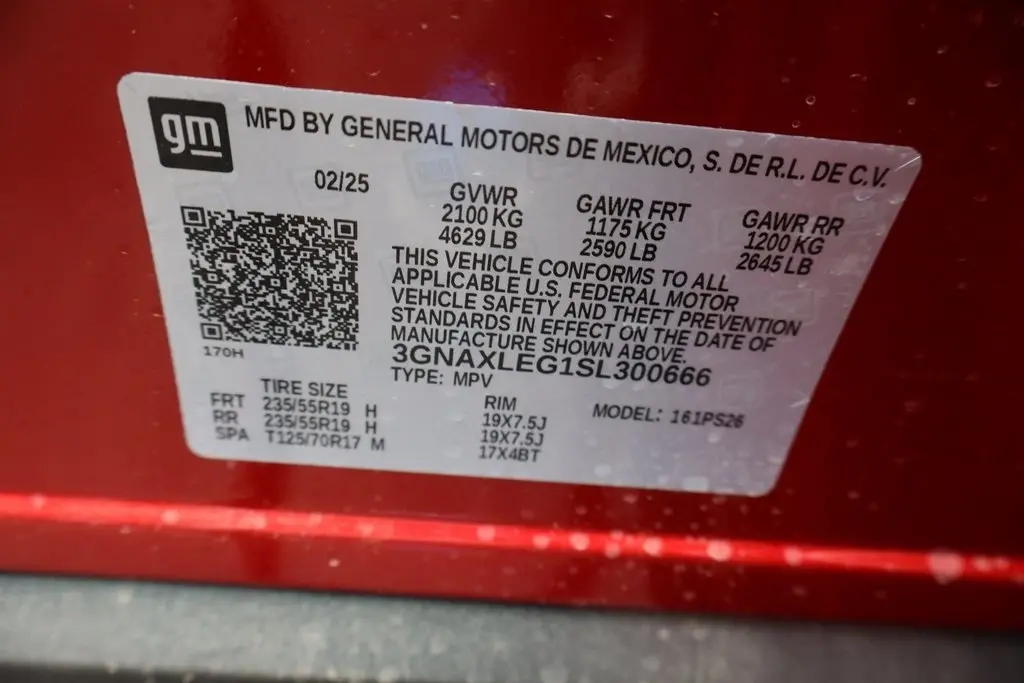 gm MFD BY GENERAL MOTORS DE MEXICO, S. DE R.L. DE C.V.
02/25
GVWR GAWR FRT GAWR RR
2100 KG 1175 KG 1200 KG
4629 LB 2590 LB 2645 LB
THIS VEHICLE CONFORMS TO ALL
APPLICABLE U.S. FEDERAL MOTOR
VEHICLE SAFETY AND THEFT PREVENTION
STANDARDS IN EFFECT ON THE DATE OF
MANUFACTURE SHOWN ABOVE.
170H
3GNAXLEG1SL300666
TYPE: MPV
TIRE SIZE RIM MODEL: 161PS26
FRT 235/55R19 H 19X7.5J
RR 235/55R19 H 19X7.5J
SPA T125/70R17 M 17X4BT